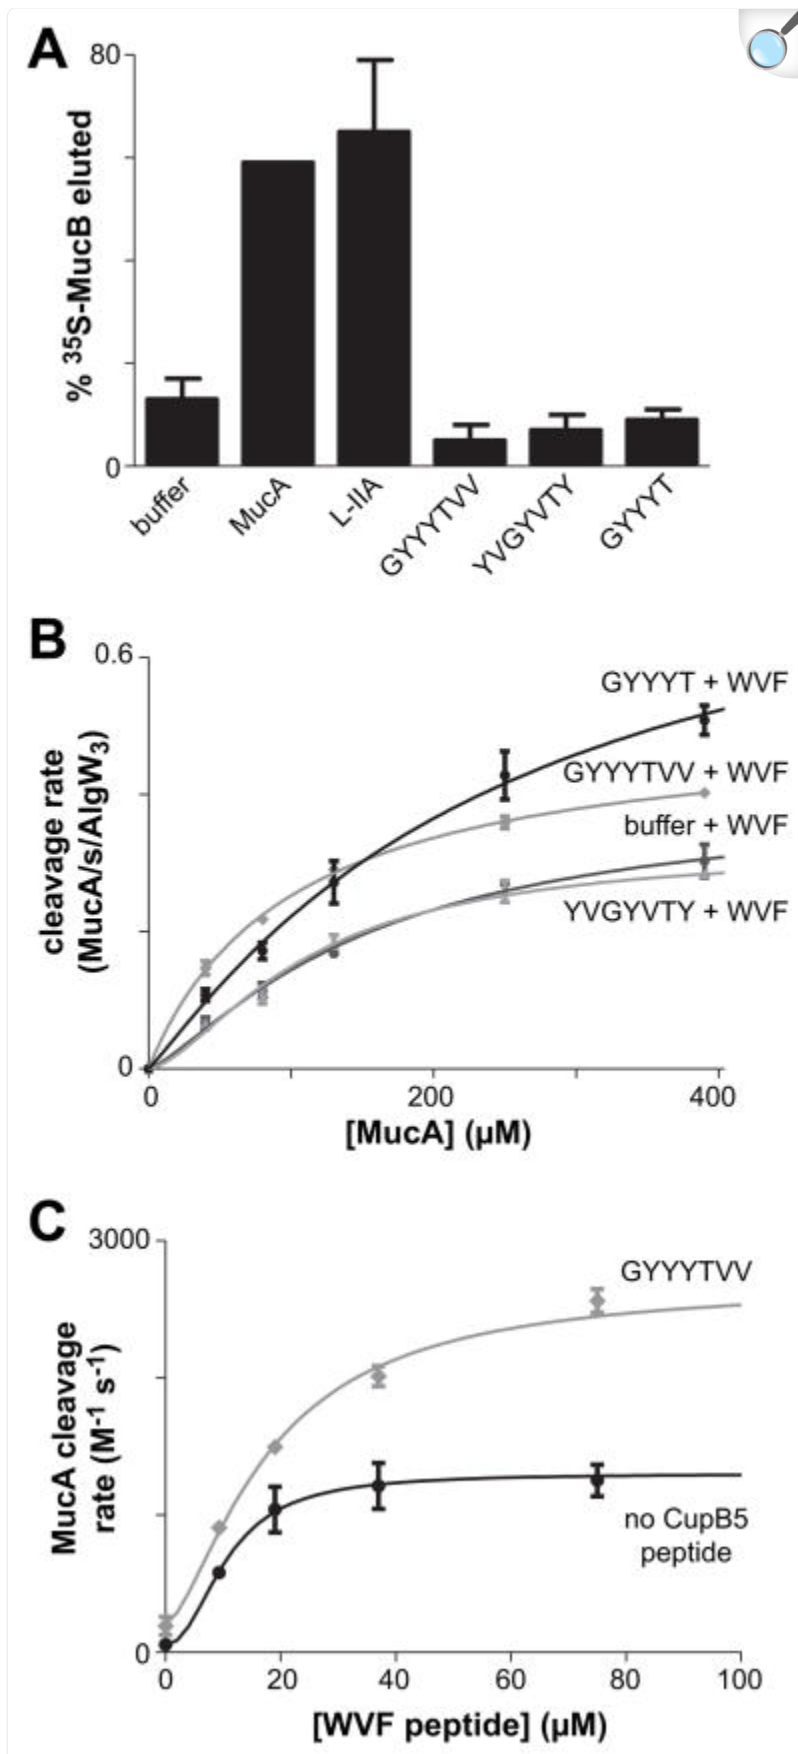 A
80
% ³⁵S-MucB eluted
0
buffer
MucA
L-IIA
GYYYTVV
YVGYVTY
GYYYT
B
0.6
cleavage rate
(MucA/s/AlgW₃)
0
GYYYT + WVF
GYYYTVV + WVF
buffer + WVF
YVGYVTY + WVF
0
200
400
[MucA] (µM)
C
3000
MucA cleavage
rate (M⁻¹ s⁻¹)
0
GYYYTVV
no CupB5
peptide
0
20
40
60
80
100
[WVF peptide] (µM)